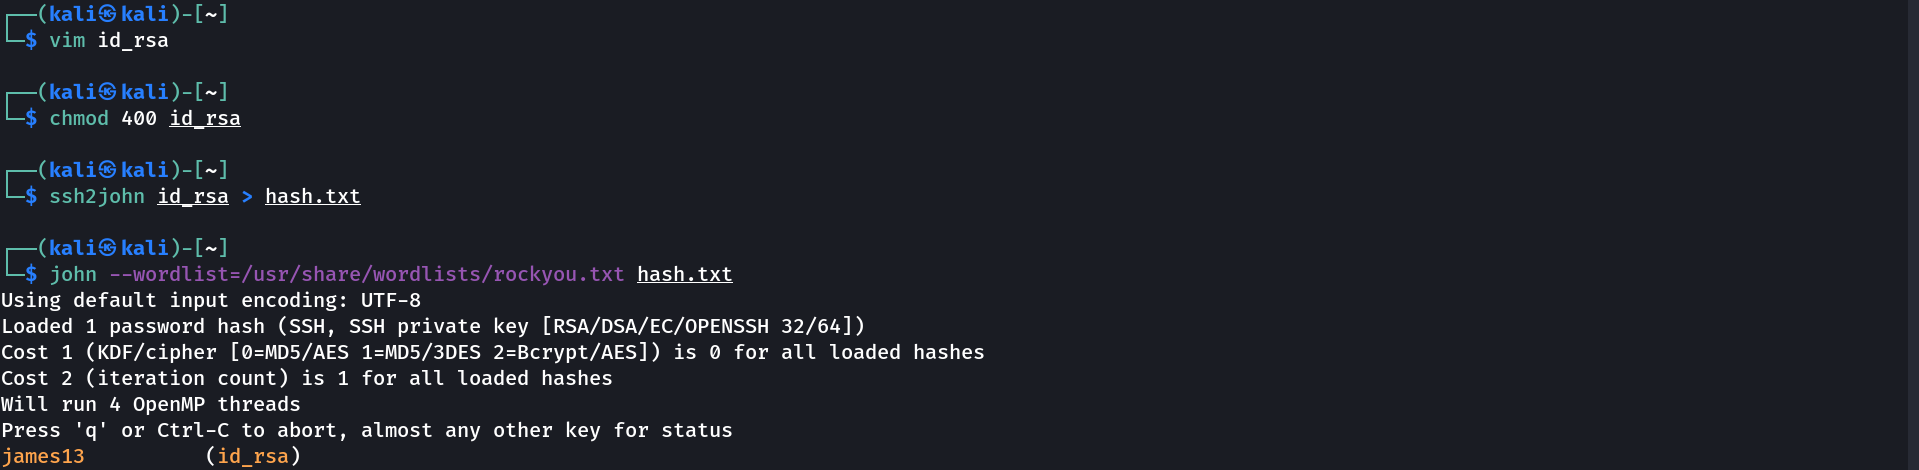 ┌──(kali㉿kali)-[~]
└─$ vim id_rsa
┌──(kali㉿kali)-[~]
└─$ chmod 400 id_rsa
┌──(kali㉿kali)-[~]
└─$ ssh2john id_rsa > hash.txt
┌──(kali㉿kali)-[~]
└─$ john --wordlist=/usr/share/wordlists/rockyou.txt hash.txt
Using default input encoding: UTF-8
Loaded 1 password hash (SSH, SSH private key [RSA/DSA/EC/OPENSSH 32/64])
Cost 1 (KDF/cipher [0=MD5/AES 1=MD5/3DES 2=Bcrypt/AES]) is 0 for all loaded hashes
Cost 2 (iteration count) is 1 for all loaded hashes
Will run 4 OpenMP threads
Press 'q' or Ctrl-C to abort, almost any other key for status
james13          (id_rsa)